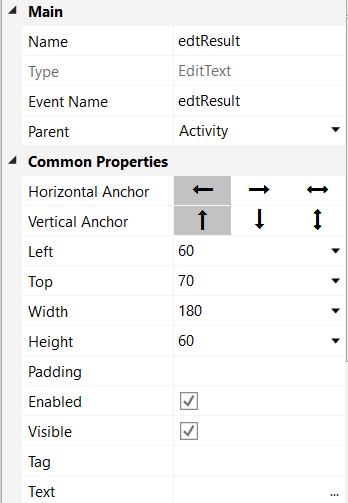 Main
Name edtResult
Type EditText
Event Name edtResult
Parent Activity
Common Properties
Horizontal Anchor
Vertical Anchor
Left 60
Top 70
Width 180
Height 60
Padding
Enabled
Visible
Tag
Text ...